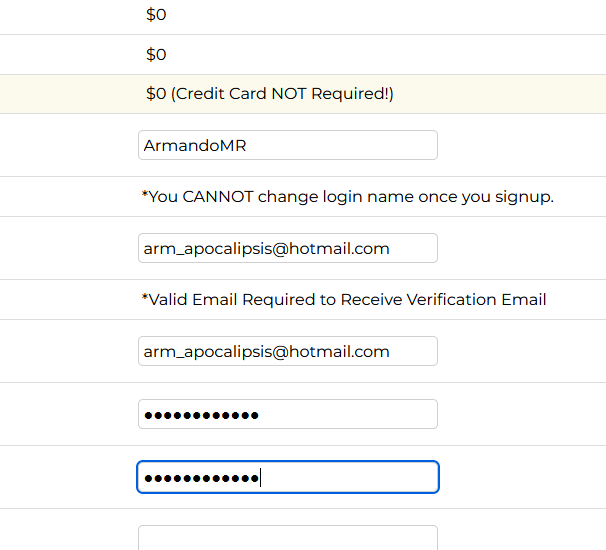 $0
$0
$0 (Credit Card NOT Required!)
ArmandoMR
*You CANNOT change login name once you signup.
arm_apocalipsis@hotmail.com
*Valid Email Required to Receive Verification Email
arm_apocalipsis@hotmail.com
••••••••••••
••••••••••••